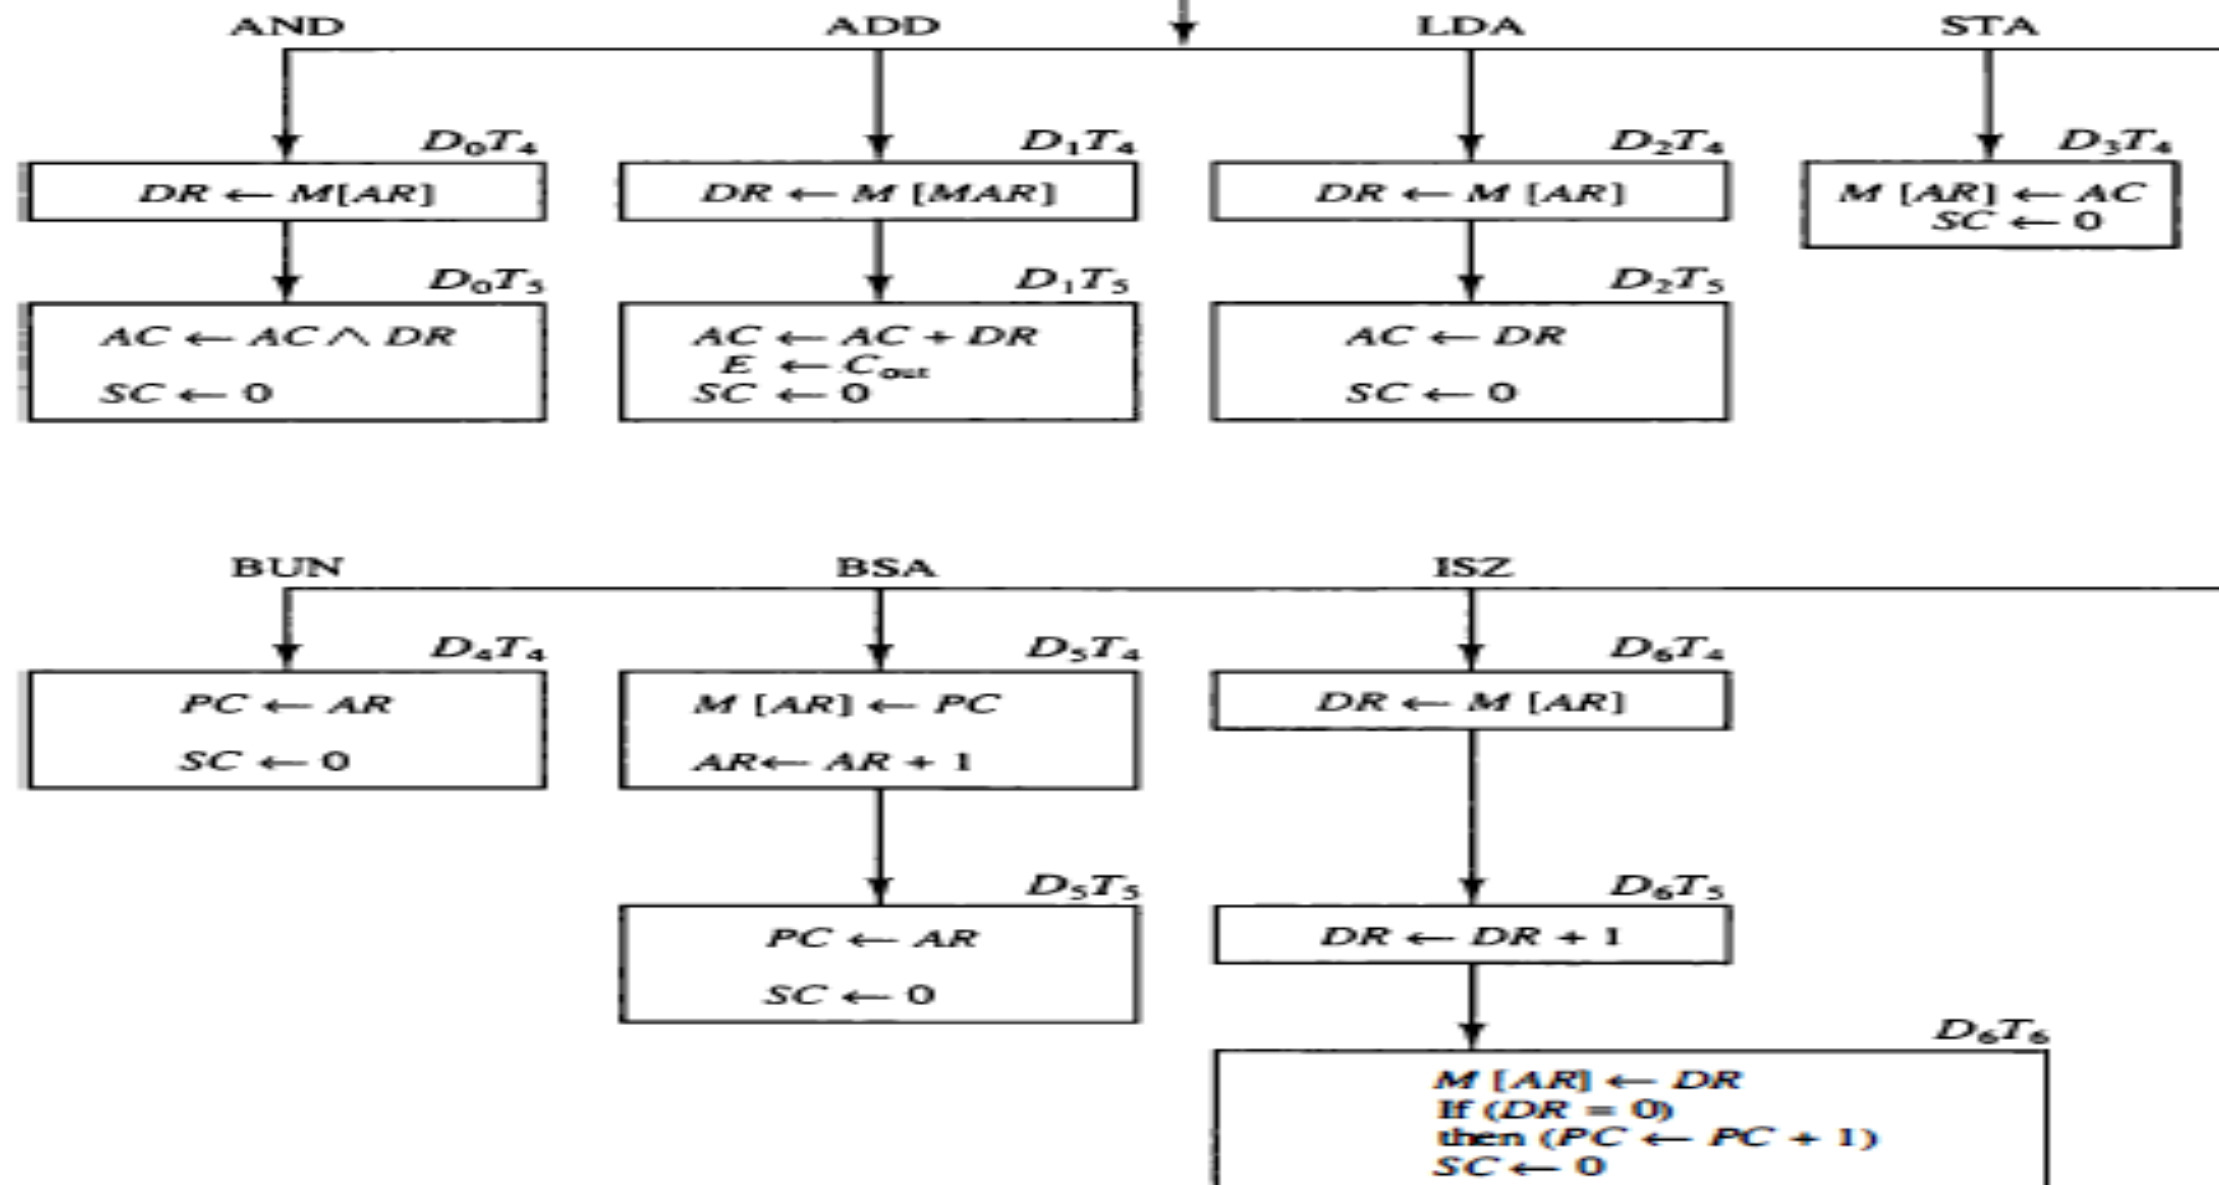 AND ADD LDA STA
D₀T₄ D₁T₄ D₂T₄ D₃T₄
DR ← M[AR] DR ← M [MAR] DR ← M [AR] M [AR] ← AC
SC ← 0
D₀T₅ D₁T₅ D₂T₅
AC ← AC ∧ DR AC ← AC + DR AC ← DR
E ← Cout
SC ← 0 SC ← 0 SC ← 0
BUN BSA ISZ
D₄T₄ D₅T₄ D₆T₄
PC ← AR M [AR] ← PC DR ← M [AR]
SC ← 0 AR← AR + 1
D₅T₅ D₆T₅
PC ← AR DR ← DR + 1
SC ← 0
D₆T₆
M [AR] ← DR
If (DR = 0)
then (PC ← PC + 1)
SC ← 0